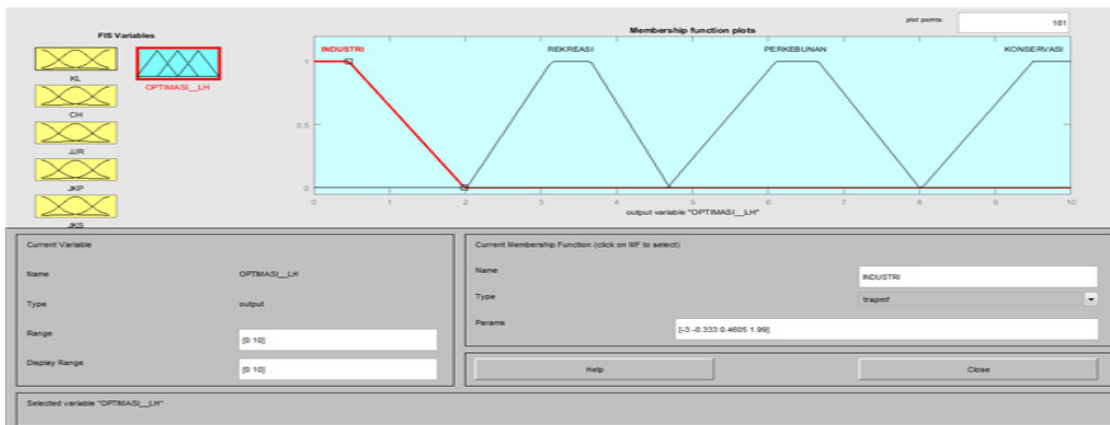 FIS Variables
KL
CH
JJR
JKP
JKS
OPTIMASI__LH
Membership function plots
plot points:
181
INDUSTRI
REKREASI
PERKEBUNAN
KONSERVASI
1
0.5
0
0
1
2
3
4
5
6
7
8
9
10
output variable "OPTIMASI__LH"
Current Variable
Name
OPTIMASI__LH
Type
output
Range
[0 10]
Display Range
[0 10]
Current Membership Function (click on MF to select)
Name
INDUSTRI
Type
trapmf
Params
[-3 -0.333 0.4605 1.99]
Help
Close
Selected variable "OPTIMASI__LH"